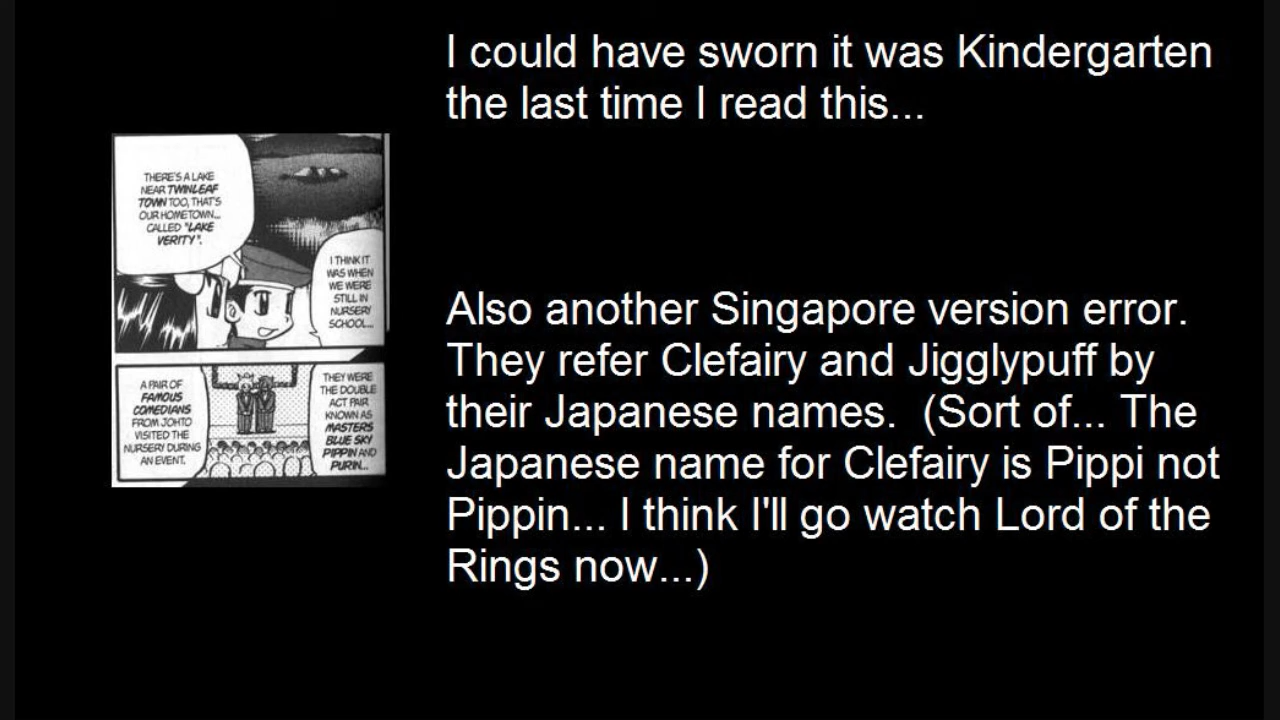 I could have sworn it was Kindergarten
the last time I read this...
THERE'S A LAKE
NEAR TWINLEAF
TOWN TOO, THAT'S
OUR HOMETOWN...
CALLED "LAKE
VERITY".
I THINK IT
WAS WHEN
WE WERE
STILL IN
NURSERY
SCHOOL...
A PAIR OF
FAMOUS
COMEDIANS
FROM JOHTO
VISITED THE
NURSERY DURING
AN EVENT.
THEY WERE
THE DOUBLE
ACT PAIR
KNOWN AS
MASTERS
BLUE SKY
PIPPIN AND
PURIN...
Also another Singapore version error.
They refer Clefairy and Jigglypuff by
their Japanese names.  (Sort of... The
Japanese name for Clefairy is Pippi not
Pippin... I think I'll go watch Lord of the
Rings now...)